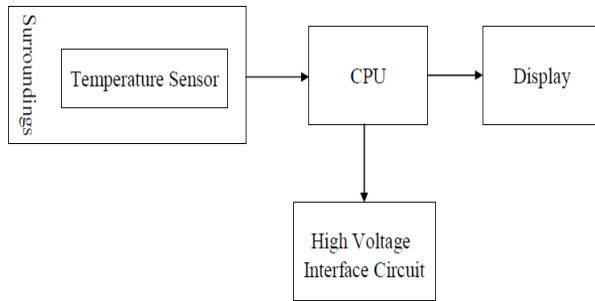 Surroundings
Temperature Sensor
CPU
Display
High Voltage
Interface Circuit